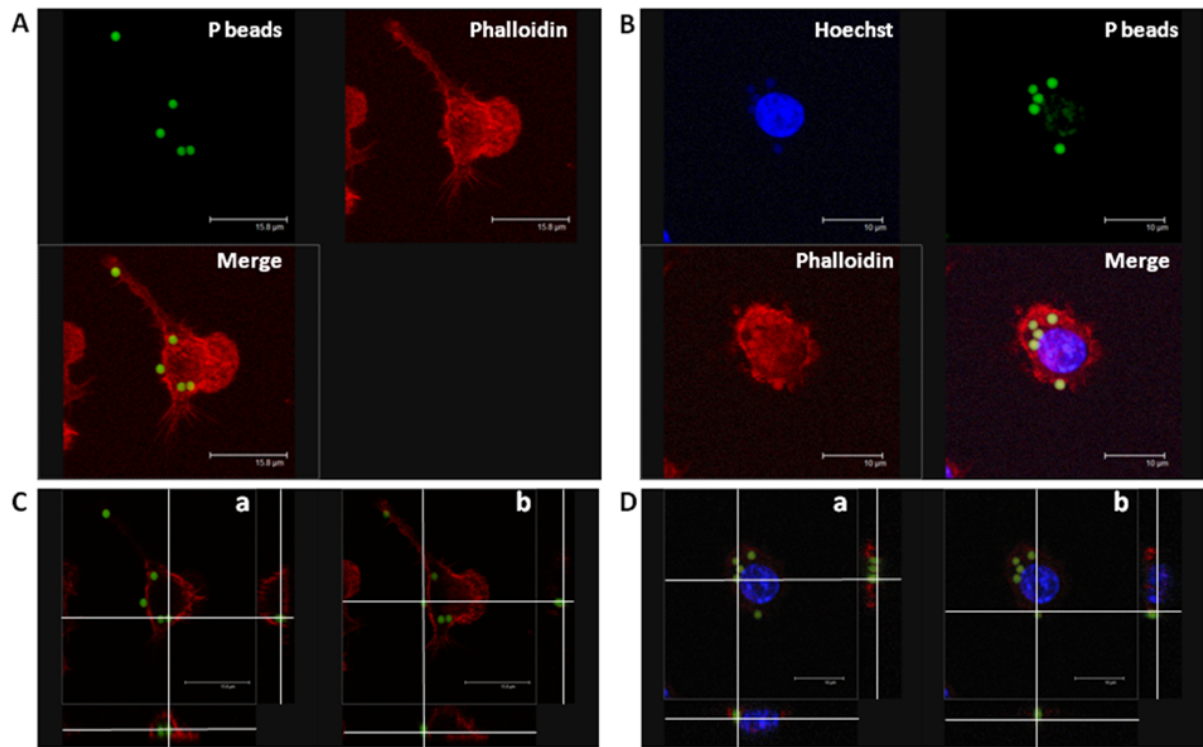 A
P beads
Phalloidin
15.8 µm
15.8 µm
Merge
15.8 µm
B
Hoechst
P beads
10 µm
10 µm
Phalloidin
Merge
10 µm
10 µm
C
a
b
D
a
b